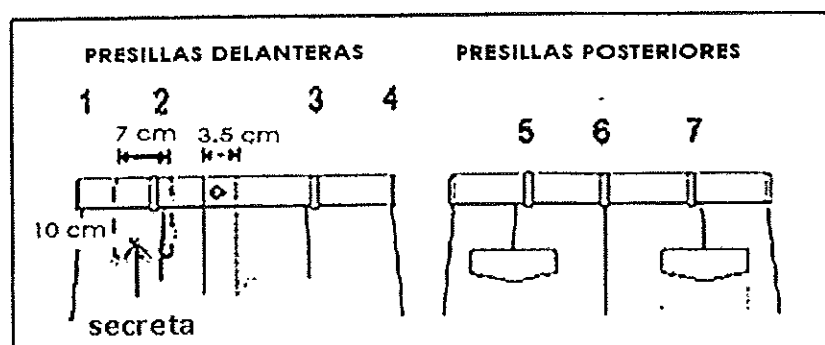 PRESILLAS DELANTERAS PRESILLAS POSTERIORES
1 2 3 4
7 cm 3.5 cm
5 6 7
10 cm
secreta